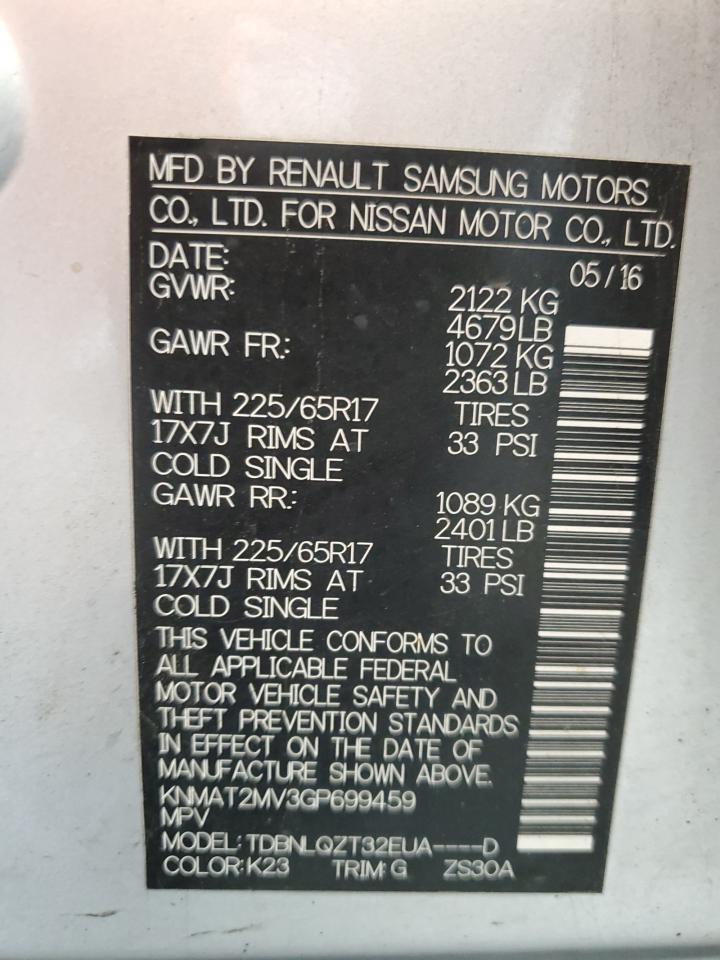 MFD BY RENAULT SAMSUNG MOTORS
CO., LTD. FOR NISSAN MOTOR CO., LTD.
DATE: 05/16
GVWR: 2122 KG
4679LB
GAWR FR.: 1072 KG
2363LB
WITH 225/65R17 TIRES
17X7J RIMS AT 33 PSI
COLD SINGLE
GAWR RR.: 1089 KG
2401LB
WITH 225/65R17 TIRES
17X7J RIMS AT 33 PSI
COLD SINGLE
THIS VEHICLE CONFORMS TO
ALL APPLICABLE FEDERAL
MOTOR VEHICLE SAFETY AND
THEFT PREVENTION STANDARDS
IN EFFECT ON THE DATE OF
MANUFACTURE SHOWN ABOVE.
KNMAT2MV3GP699459
MPV
MODEL: TDBNLQZT32EUA----D
COLOR:K23 TRIM: G ZS30A